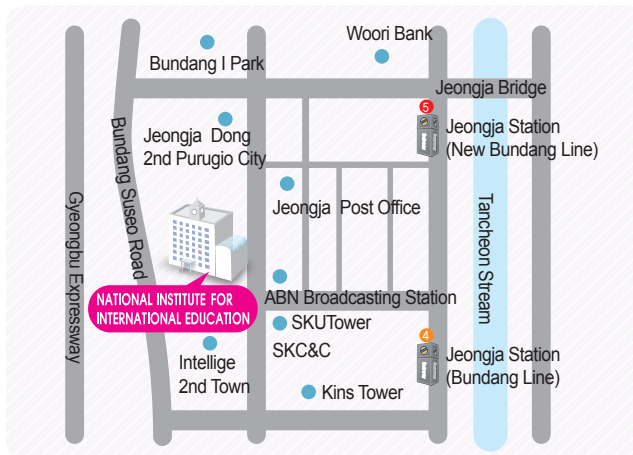 Woori Bank
Bundang I Park
Jeongja Bridge
5
Jeongja Station
(New Bundang Line)
Jeongja Dong
2nd Purugio City
Bundang Suseo Road
Gyeongbu Expressway
Jeongja Post Office
Tancheon Stream
NATIONAL INSTITUTE FOR
INTERNATIONAL EDUCATION
ABN Broadcasting Station
SKUTower
SKC&C
4
Jeongja Station
(Bundang Line)
Intellige
2nd Town
Kins Tower